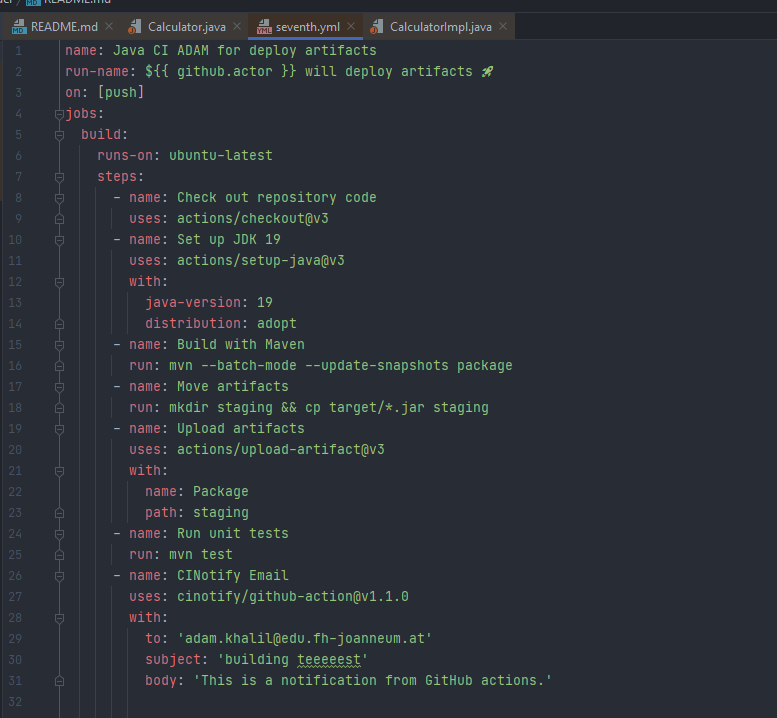 README.md
README.md
Calculator.java
seventh.yml
CalculatorImpl.java
1 name: Java CI ADAM for deploy artifacts
2 run-name: ${{ github.actor }} will deploy artifacts 🚀
3 on: [push]
4 jobs:
5 build:
6 runs-on: ubuntu-latest
7 steps:
8 - name: Check out repository code
9 uses: actions/checkout@v3
10 - name: Set up JDK 19
11 uses: actions/setup-java@v3
12 with:
13 java-version: 19
14 distribution: adopt
15 - name: Build with Maven
16 run: mvn --batch-mode --update-snapshots package
17 - name: Move artifacts
18 run: mkdir staging && cp target/*.jar staging
19 - name: Upload artifacts
20 uses: actions/upload-artifact@v3
21 with:
22 name: Package
23 path: staging
24 - name: Run unit tests
25 run: mvn test
26 - name: CINotify Email
27 uses: cinotify/github-action@v1.1.0
28 with:
29 to: 'adam.khalil@edu.fh-joanneum.at'
30 subject: 'building teeeeest'
31 body: 'This is a notification from GitHub actions.'
32